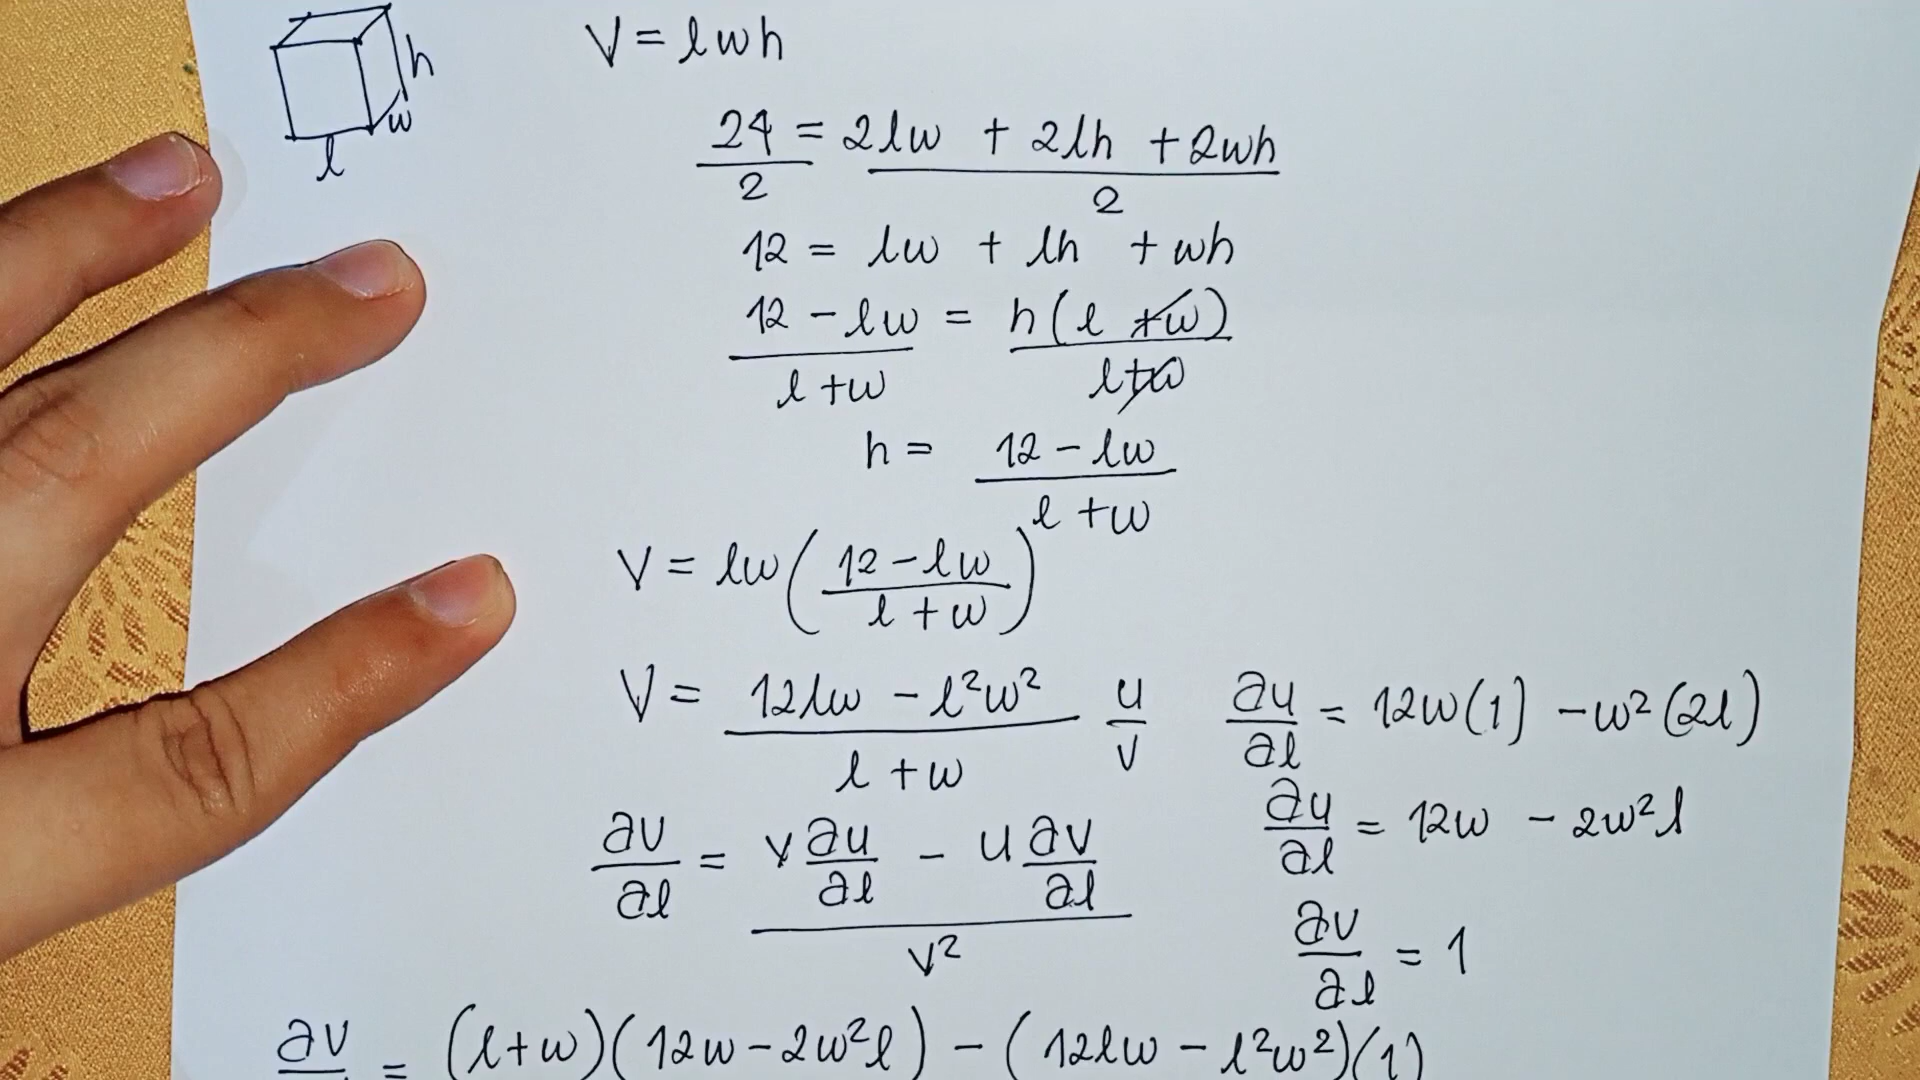 h
w
l
V = lwh
24/2 = (2lw + 2lh + 2wh)/2
12 = lw + lh + wh
(12 - lw)/(l + w) = h(l + w)/(l + w)
h = (12 - lw)/(l + w)
V = lw((12 - lw)/(l + w))
V = (12lw - l²w²)/(l + w) u/v
∂u/∂l = 12w(1) - w²(2l)
∂u/∂l = 12w - 2w²l
∂v/∂l = (v ∂u/∂l - u ∂v/∂l)/v²
∂v/∂l = 1
∂v = (l+w)(12w - 2w²l) - (12lw - l²w²)(1)